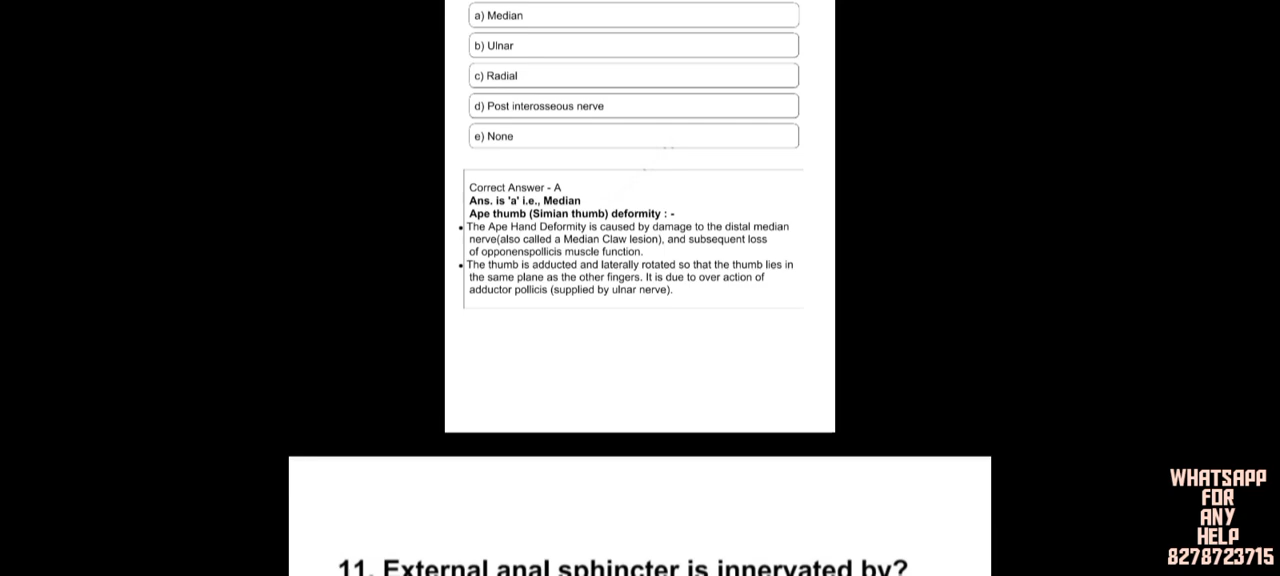 a) Median
b) Ulnar
c) Radial
d) Post interosseous nerve
e) None
Correct Answer - A
Ans. is 'a' i.e., Median
Ape thumb (Simian thumb) deformity : -
• The Ape Hand Deformity is caused by damage to the distal median
nerve(also called a Median Claw lesion), and subsequent loss
of opponenspollicis muscle function.
• The thumb is adducted and laterally rotated so that the thumb lies in
the same plane as the other fingers. It is due to over action of
adductor pollicis (supplied by ulnar nerve).
11. External anal sphincter is innervated by?
WHATSAPP
FOR
ANY
HELP
8278723715